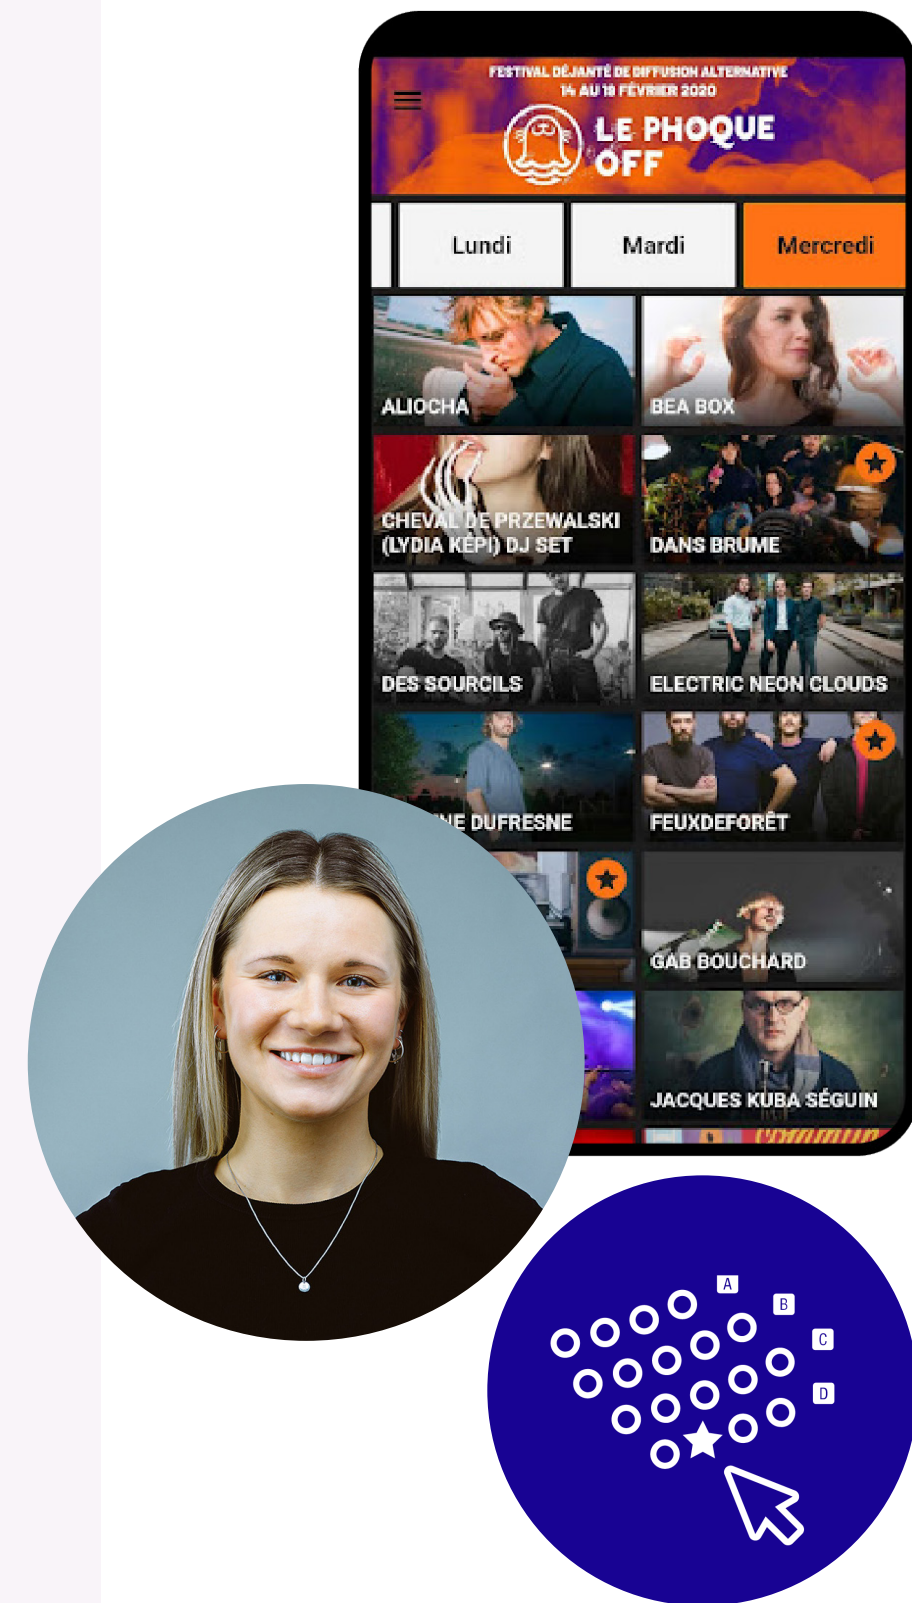 FESTIVAL DÉJANTÉ DE DIFFUSION ALTERNATIVE
14 AU 18 FÉVRIER 2020
LE PHOQUE
OFF
Lundi
Mardi
Mercredi
ALIOCHA
BEA BOX
CHEVAL DE PRZEWALSKI
(LYDIA KÉPI) DJ SET
DANS BRUME
DES SOURCILS
ELECTRIC NEON CLOUDS
DUFRESNE
FEUXDEFORÊT
GAB BOUCHARD
JACQUES KUBA SÉGUIN
A
B
C
D